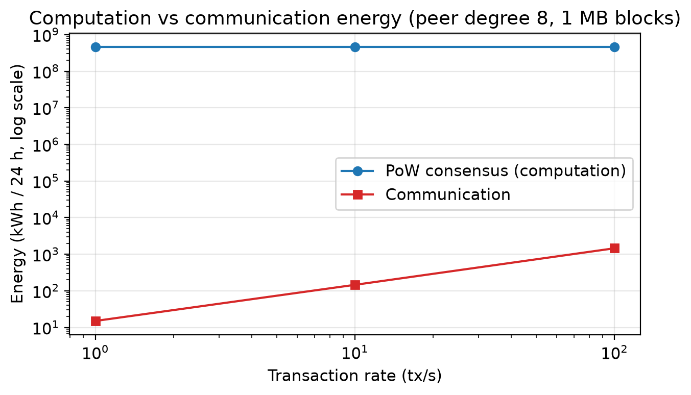 Computation vs communication energy (peer degree 8, 1 MB blocks)
Energy (kWh / 24 h, log scale)
10⁹
10⁸
10⁷
10⁶
10⁵
10⁴
10³
10²
10¹
PoW consensus (computation)
Communication
10⁰ 10¹ 10²
Transaction rate (tx/s)